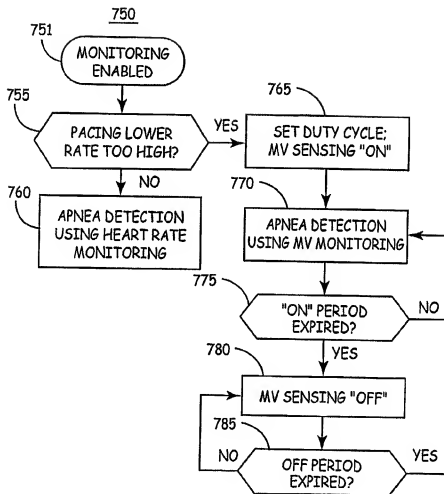 750
751
MONITORING
ENABLED
755
PACING LOWER
RATE TOO HIGH?
YES
765
SET DUTY CYCLE;
MV SENSING "ON"
NO
760
APNEA DETECTION
USING HEART RATE
MONITORING
770
APNEA DETECTION
USING MV MONITORING
775
"ON" PERIOD
EXPIRED?
NO
YES
780
MV SENSING "OFF"
785
NO
OFF PERIOD
EXPIRED?
YES